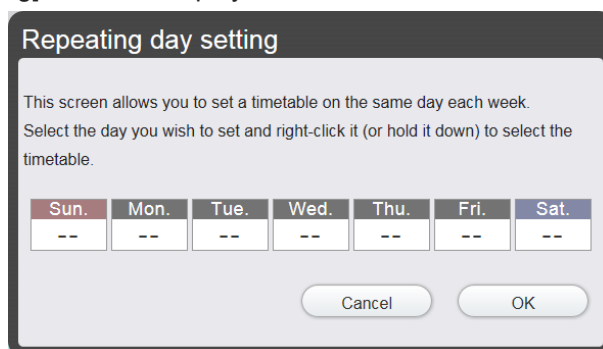 Repeating day setting
This screen allows you to set a timetable on the same day each week.
Select the day you wish to set and right-click it (or hold it down) to select the
timetable.
Sun. Mon. Tue. Wed. Thu. Fri. Sat.
-- -- -- -- -- -- --
Cancel OK